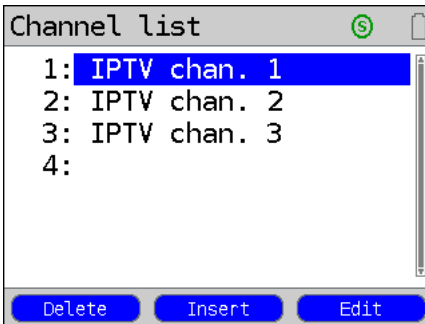 Channel list S
1: IPTV chan. 1
2: IPTV chan. 2
3: IPTV chan. 3
4:
Delete Insert Edit